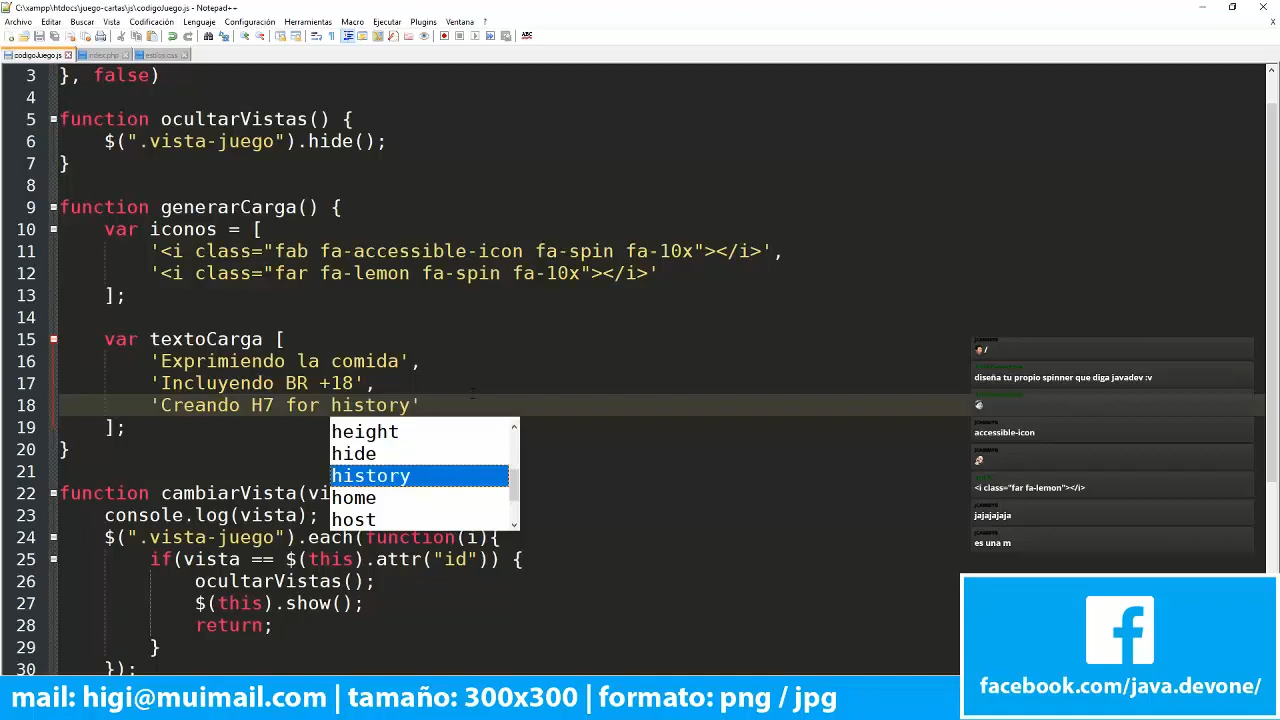 C:\xampp\htdocs\juego-cartas\js\codigoJuego.js - Notepad++
Archivo Editar Buscar Vista Codificación Lenguaje Configuración Herramientas Macro Ejecutar Plugins Ventana ?
codigoJuego.js index.php estilos.css
3 }, false)
4
5 function ocultarVistas() {
6 $(".vista-juego").hide();
7 }
8
9 function generarCarga() {
10 var iconos = [
11 '<i class="fab fa-accessible-icon fa-spin fa-10x"></i>',
12 '<i class="far fa-lemon fa-spin fa-10x"></i>'
13 ];
14
15 var textoCarga [
16 'Exprimiendo la comida',
17 'Incluyendo BR +18',
18 'Creando H7 for history'
19 ];
20 }
21
22 function cambiarVista(vi
23 console.log(vista);
24 $(".vista-juego").each(function(i){
25 if(vista == $(this).attr("id")) {
26 ocultarVistas();
27 $(this).show();
28 return;
29 }
30 });
height
hide
history
home
host
/
diseña tu propio spinner que diga javadev :v
accessible-icon
<i class="far fa-lemon"></i>
jajajajaja
es una m
mail: higi@muimail.com | tamaño: 300x300 | formato: png / jpg
facebook.com/java.devone/